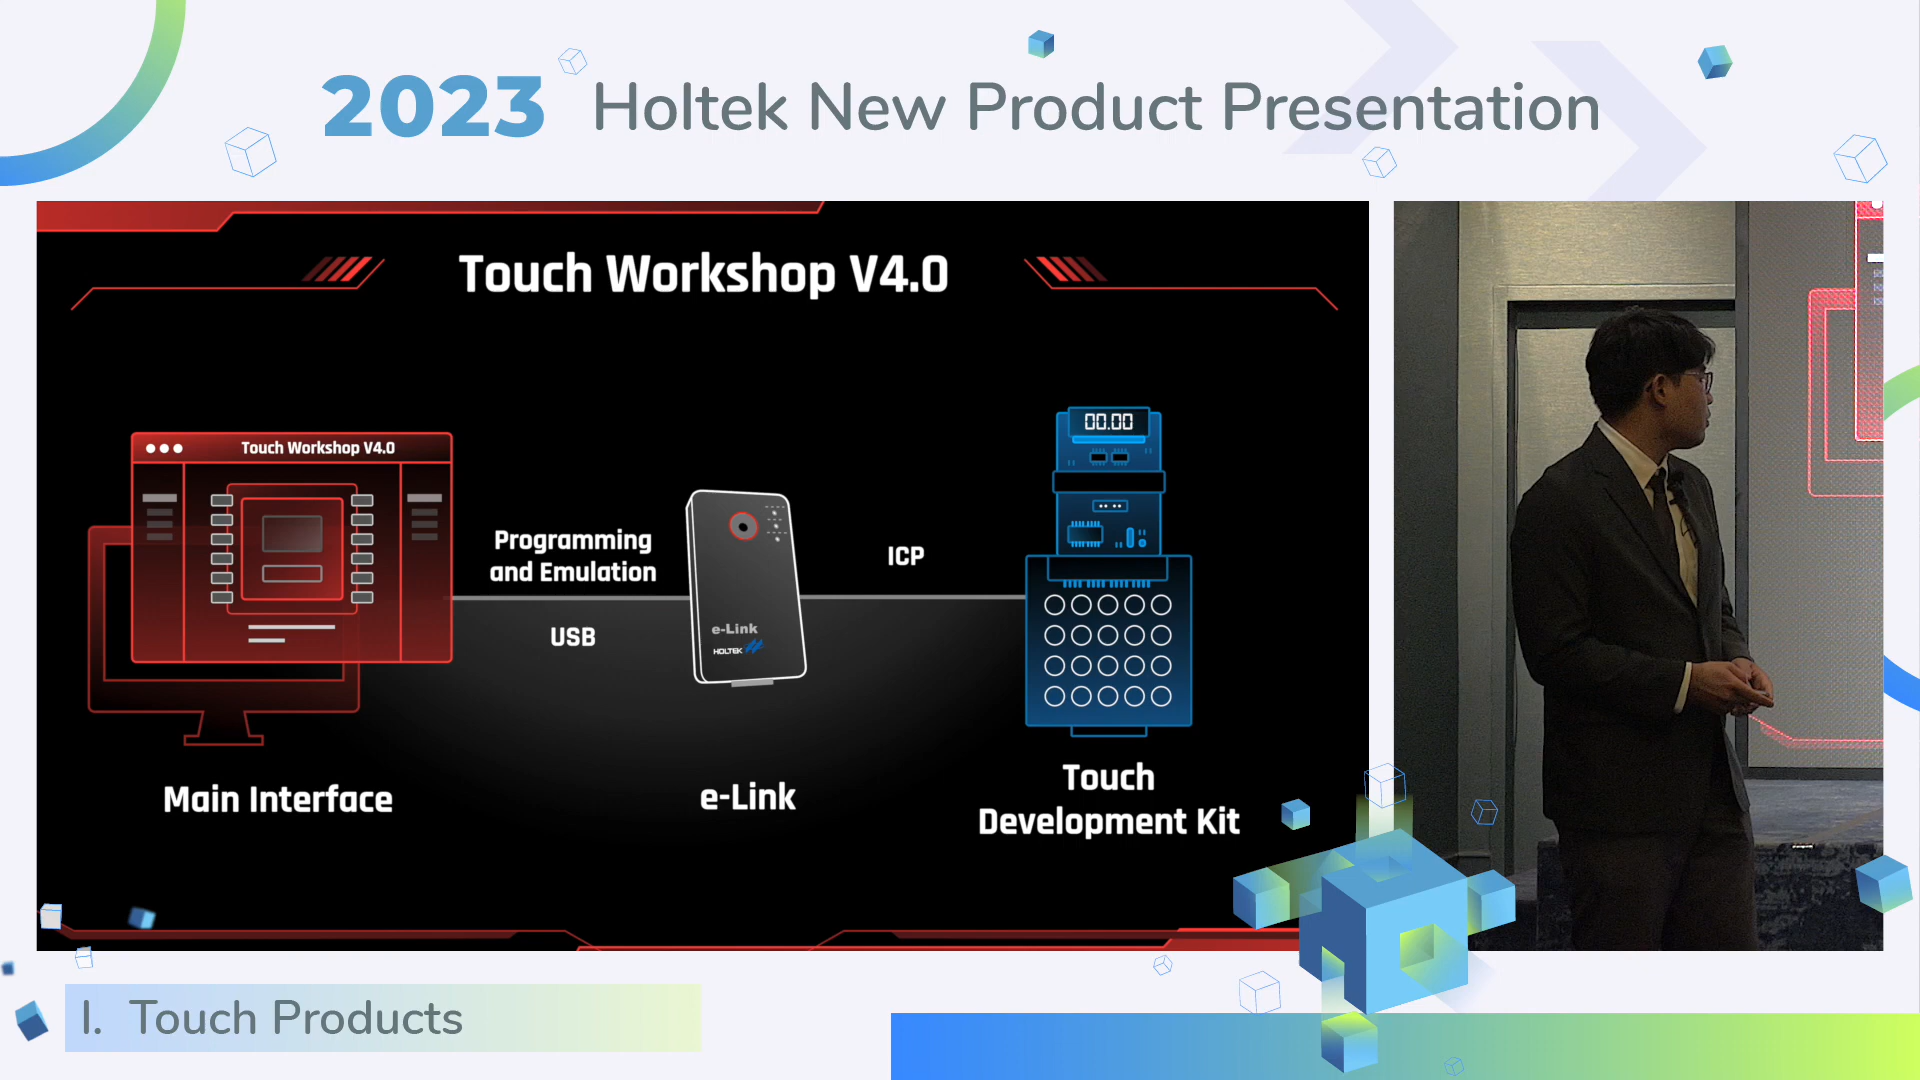 2023 Holtek New Product Presentation
Touch Workshop V4.0
Touch Workshop V4.0
00.00
Programming
and Emulation
USB
ICP
e-Link
HOLTEK
Main Interface
e-Link
Touch
Development Kit
I. Touch Products